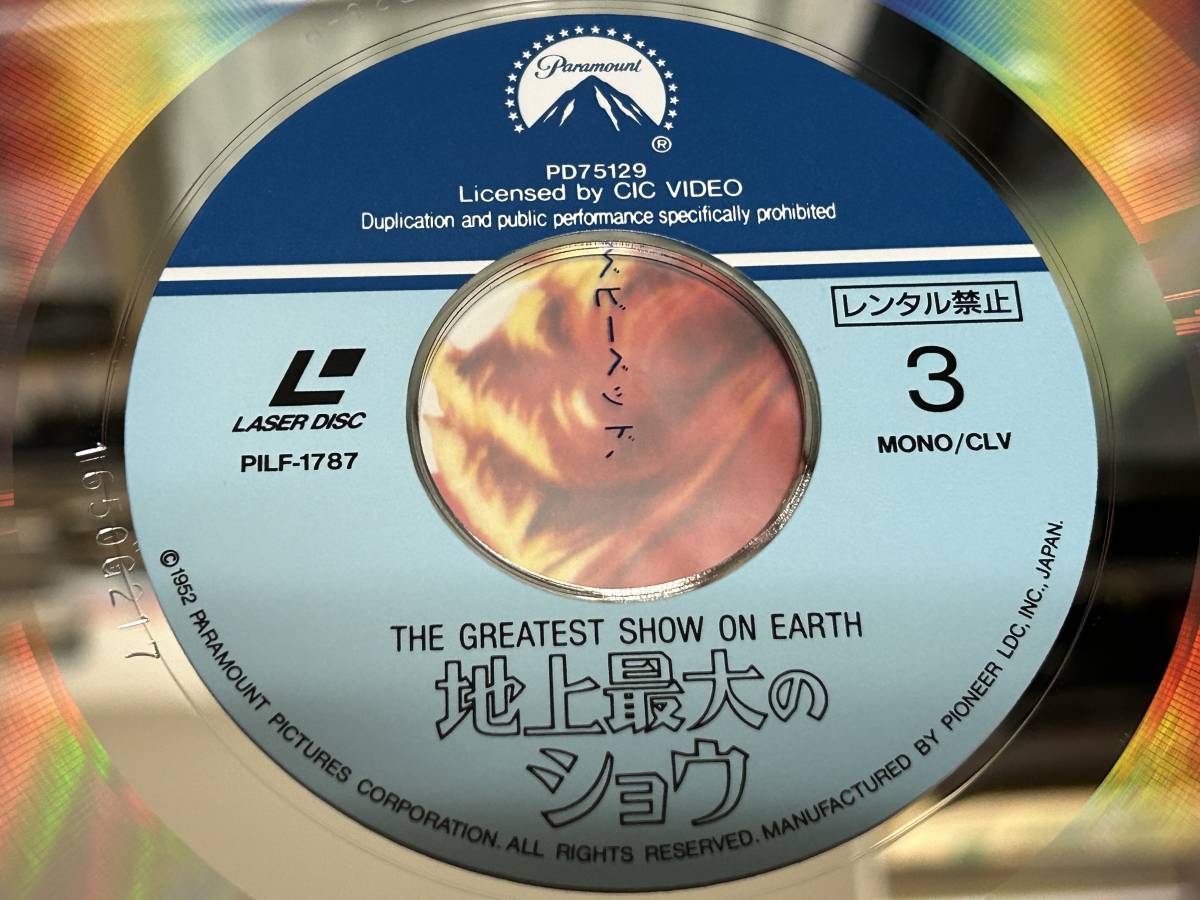 Paramount
®
PD75129
Licensed by CIC VIDEO
Duplication and public performance specifically prohibited
レンタル禁止
ベビーベッド、
LASER DISC
PILF-1787
3
MONO/CLV
THE GREATEST SHOW ON EARTH
地上最大の
ショウ
©1952 PARAMOUNT PICTURES CORPORATION. ALL RIGHTS RESERVED. MANUFACTURED BY PIONEER LDC, INC., JAPAN.